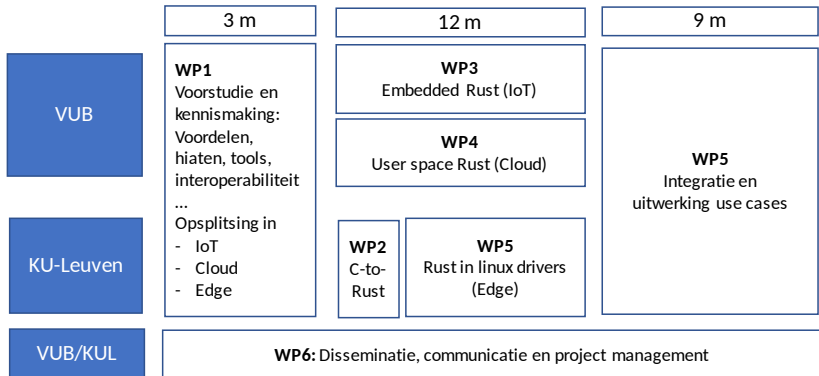 3 m
12 m
9 m
VUB
WP1
Voorstudie en
kennismaking:
Voordelen,
hiaten, tools,
interoperabiliteit
...
Opsplitsing in
- IoT
- Cloud
- Edge
WP3
Embedded Rust (IoT)
WP4
User space Rust (Cloud)
WP5
Integratie en
uitwerking use cases
KU-Leuven
WP2
C-to-
Rust
WP5
Rust in linux drivers
(Edge)
VUB/KUL
WP6: Disseminatie, communicatie en project management